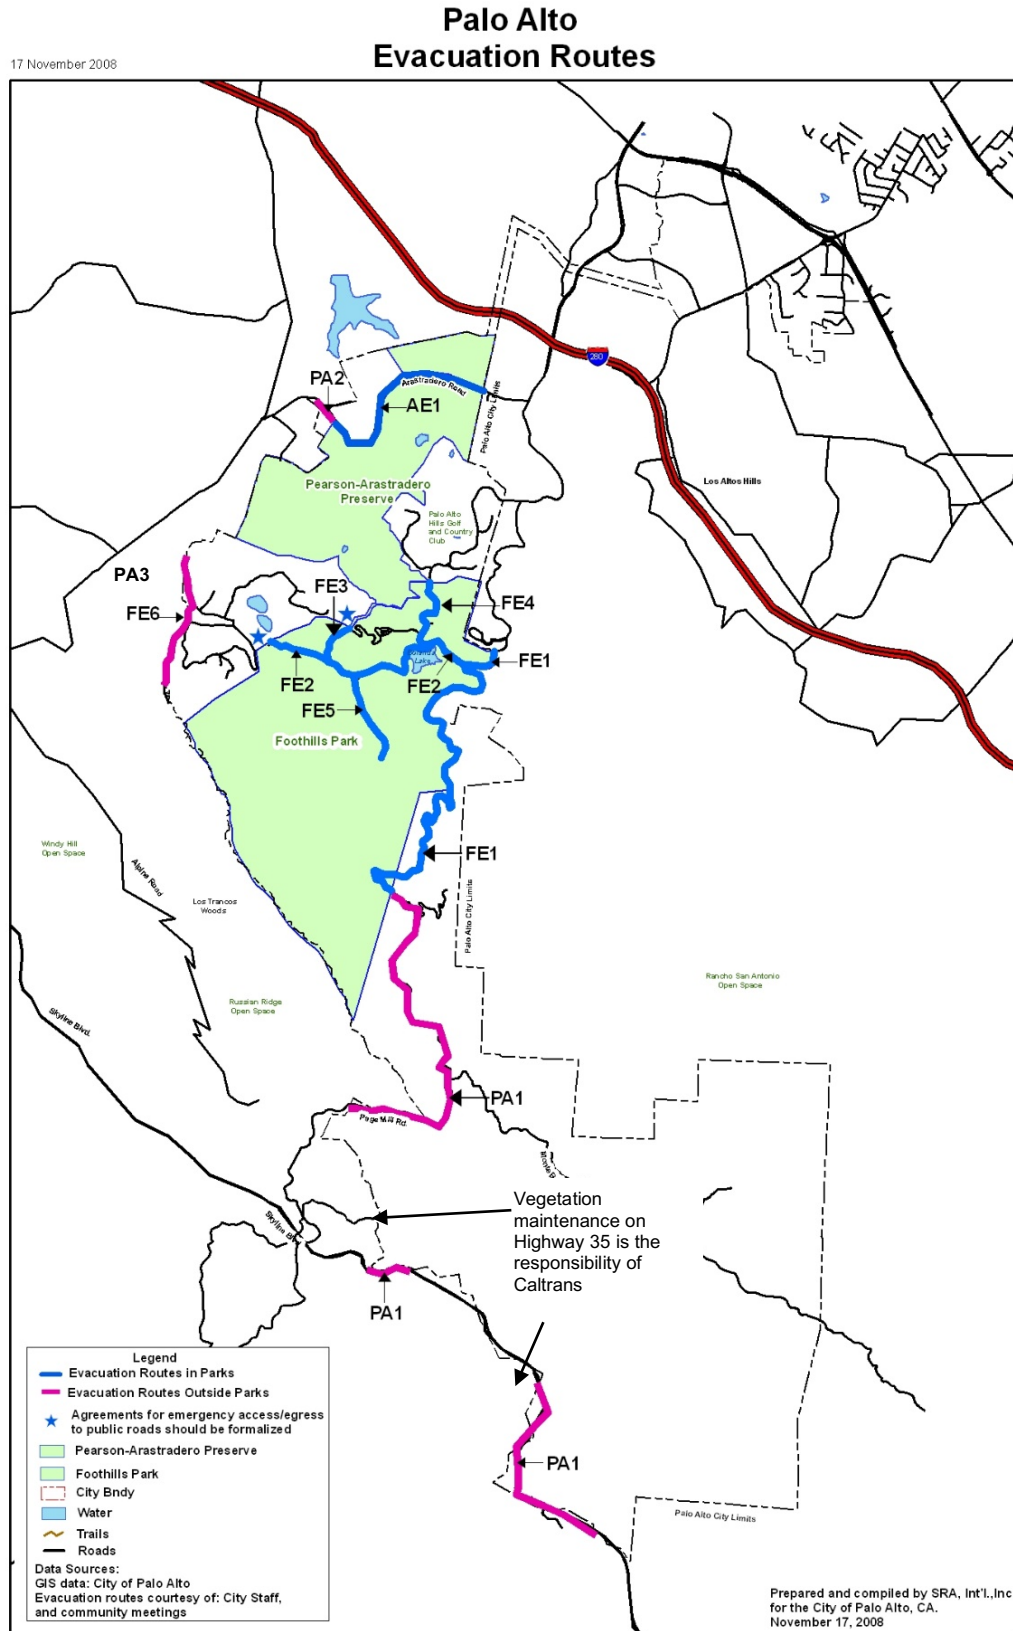 Palo Alto
Evacuation Routes
17 November 2008
280
PA2
Arastradero Road
AE1
Palo Alto City Limits
Los Altos Hills
Pearson-Arastradero
Preserve
Palo Alto
Hills Golf
and Country
Club
PA3
FE3
FE4
FE6
FE1
FE2
Lake
FE2
FE5
Foothills Park
Windy Hill
Open Space
Alpine Road
FE1
Los Trancos
Woods
Palo Alto City Limits
Rancho San Antonio
Open Space
Russian Ridge
Open Space
Skyline Blvd.
PA1
Page Mill Rd.
Vegetation
maintenance on
Highway 35 is the
responsibility of
Caltrans
Skyline Blvd.
PA1
PA1
Palo Alto City Limits
Legend
Evacuation Routes in Parks
Evacuation Routes Outside Parks
Agreements for emergency access/egress
to public roads should be formalized
Pearson-Arastradero Preserve
Foothills Park
City Bndy
Water
Trails
Roads
Data Sources:
GIS data: City of Palo Alto
Evacuation routes courtesy of: City Staff,
and community meetings
Prepared and compiled by SRA, Int'l.,Inc
for the City of Palo Alto, CA.
November 17, 2008